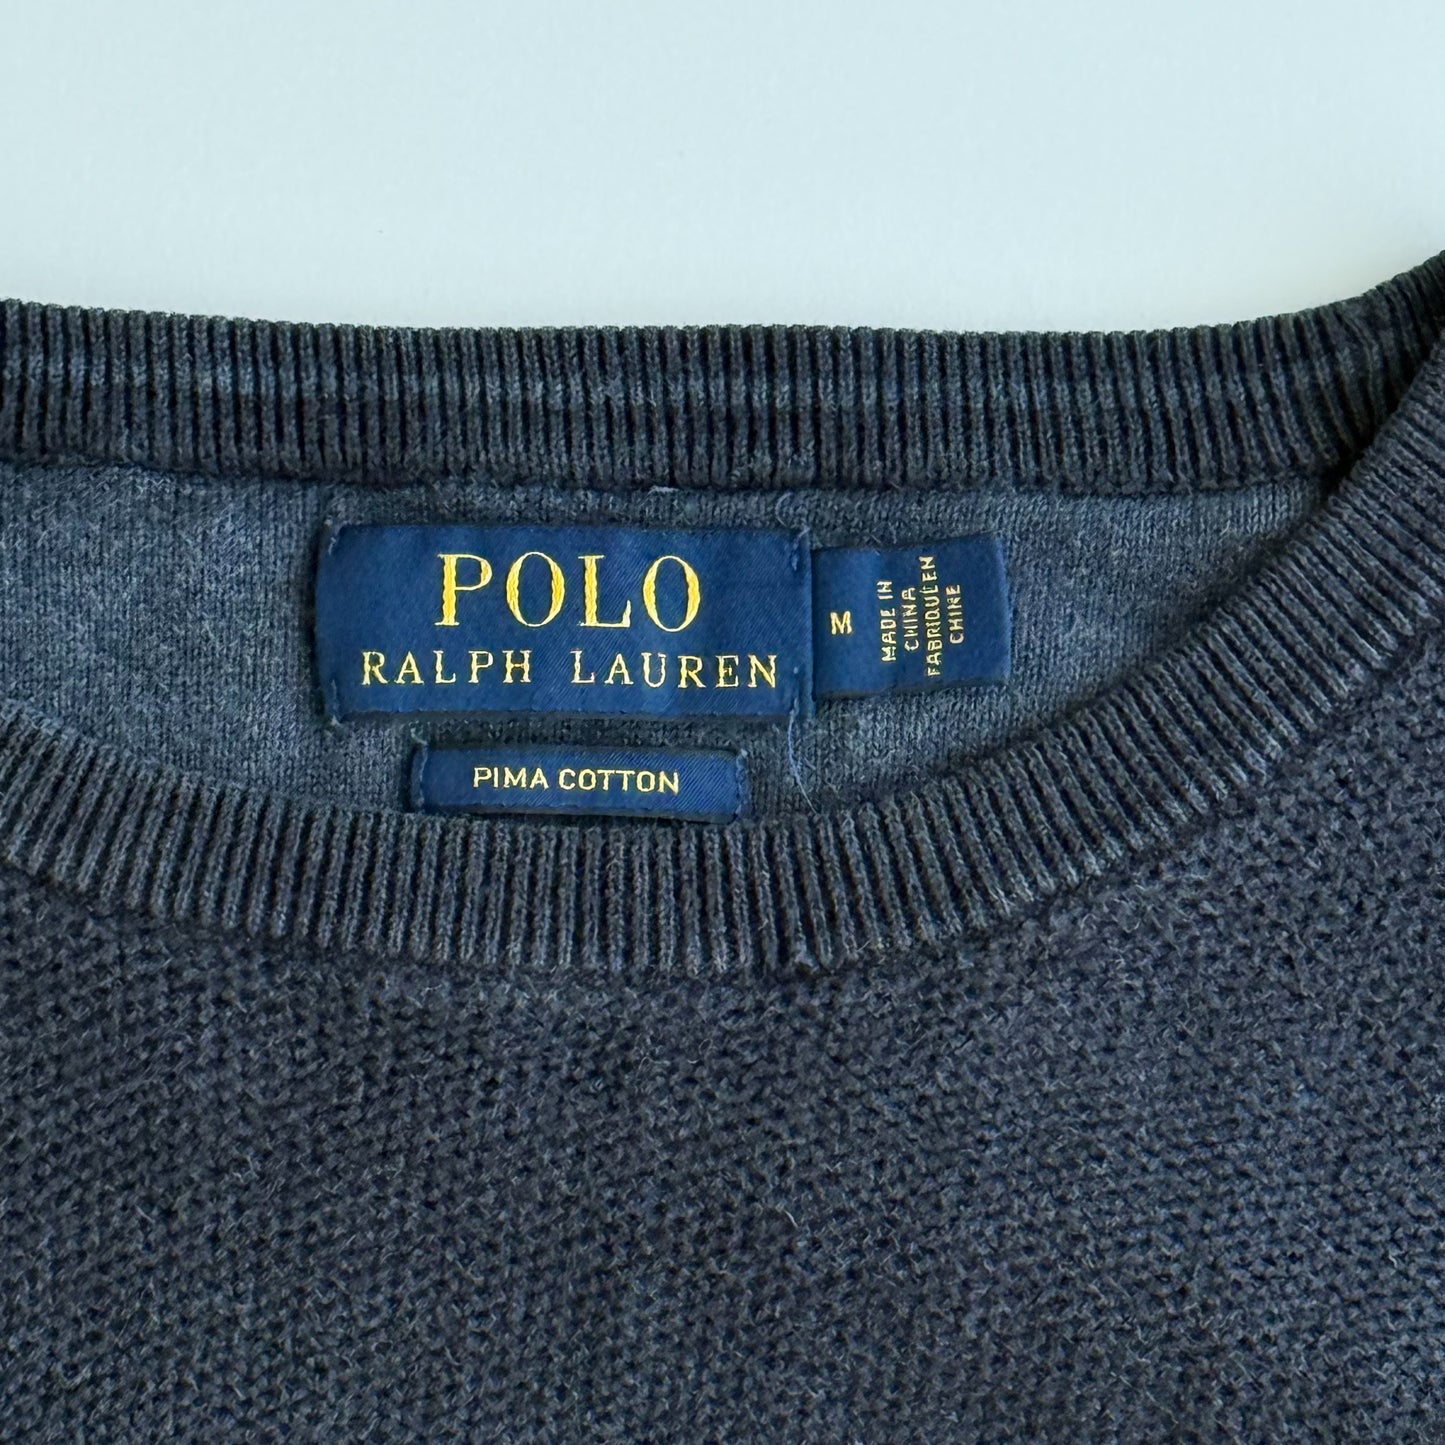 POLO
RALPH LAUREN
PIMA COTTON
M
MADE IN
CHINA
FABRIQUÉ EN
CHINE